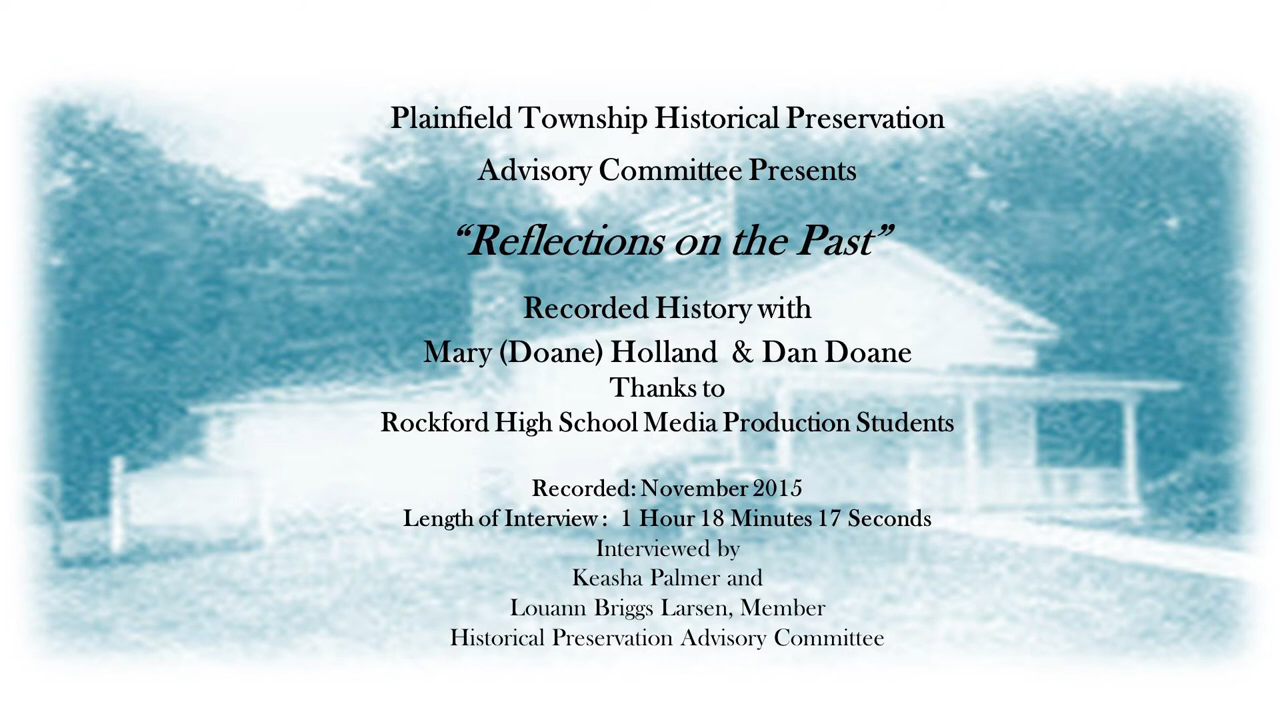 Plainfield Township Historical Preservation
Advisory Committee Presents
“Reflections on the Past”
Recorded History with
Mary (Doane) Holland & Dan Doane
Thanks to
Rockford High School Media Production Students
Recorded: November 2015
Length of Interview : 1 Hour 18 Minutes 17 Seconds
Interviewed by
Keasha Palmer and
Louann Briggs Larsen, Member
Historical Preservation Advisory Committee